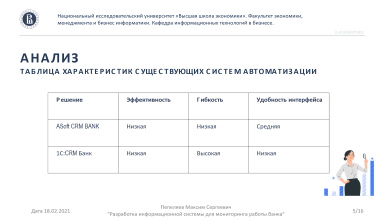 Национальный исследовательский университет «Высшая школа экономики». Факультет экономики,
менеджмента и бизнес информатики. Кафедра информационных технологий в бизнесе.
АНАЛИЗ
ТАБЛИЦА ХАРАКТЕРИСТИК СУЩЕСТВУЮЩИХ СИСТЕМ АВТОМАТИЗАЦИИ
Решение Эффективность Гибкость Удобность интерфейса
ASoft CRM BANK Низкая Низкая Средняя
1C:CRM Банк Низкая Высокая Низкая
Дата 18.02.2021
Пепеляев Максим Сергеевич
"Разработка информационной системы для мониторинга работы банка"
5/16